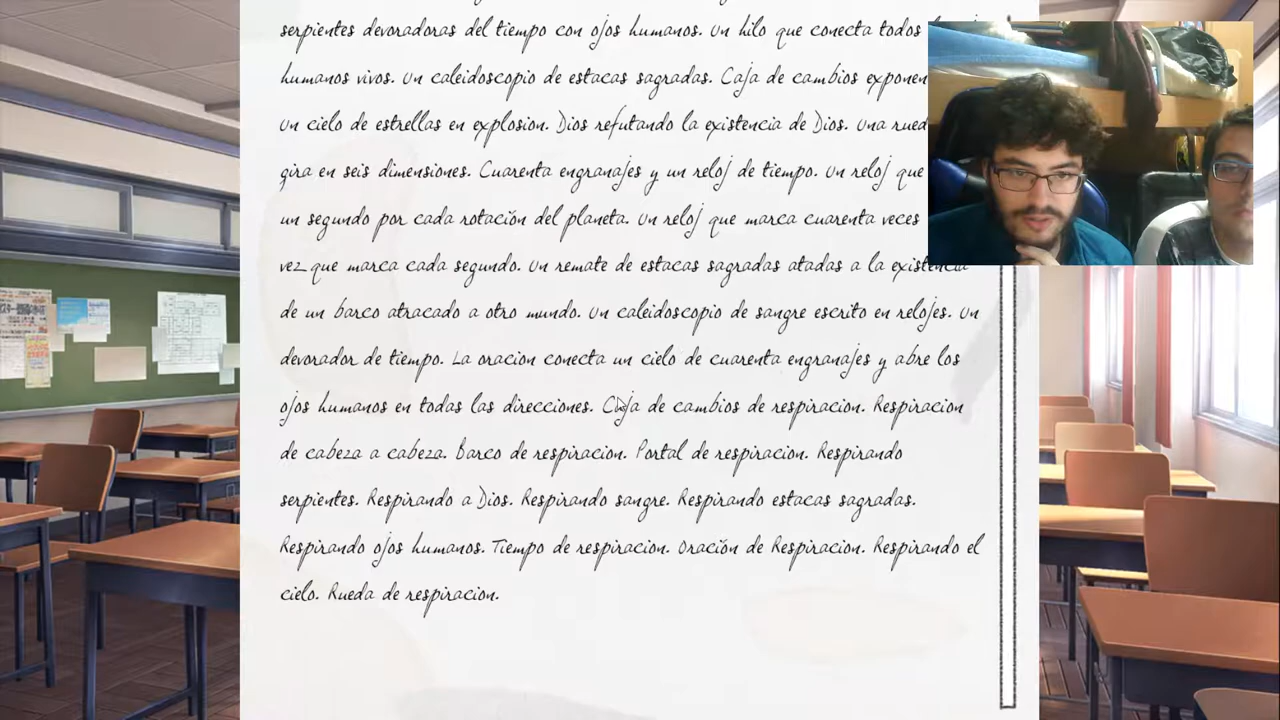 serpientes devoradoras del tiempo con ojos humanos. Un hilo que conecta todos
humanos vivos. Un caleidoscopio de estacas sagradas. Caja de cambios
Un cielo de estrellas en explosion. Dios refutando la existencia de Dios. Una
gira en seis dimensiones. Cuarenta engranajes y un reloj de tiempo. Un reloj que
un segundo por cada rotación del planeta. Un reloj que marca cuarenta veces
vez que marca cada segundo. Un remate de estacas sagradas atadas a la existencia
de un barco atracado a otro mundo. Un caleidoscopio de sangre escrito en relojes. Un
devorador de tiempo. La oracion conecta un cielo de cuarenta engranajes y abre los
ojos humanos en todas las direcciones. Caja de cambios de respiracion. Respiracion
de cabeza a cabeza. Barco de respiracion. Portal de respiracion. Respirando
serpientes. Respirando a Dios. Respirando sangre. Respirando estacas sagradas.
Respirando ojos humanos. Tiempo de respiracion. Oración de Respiracion. Respirando el
cielo. Rueda de respiracion.